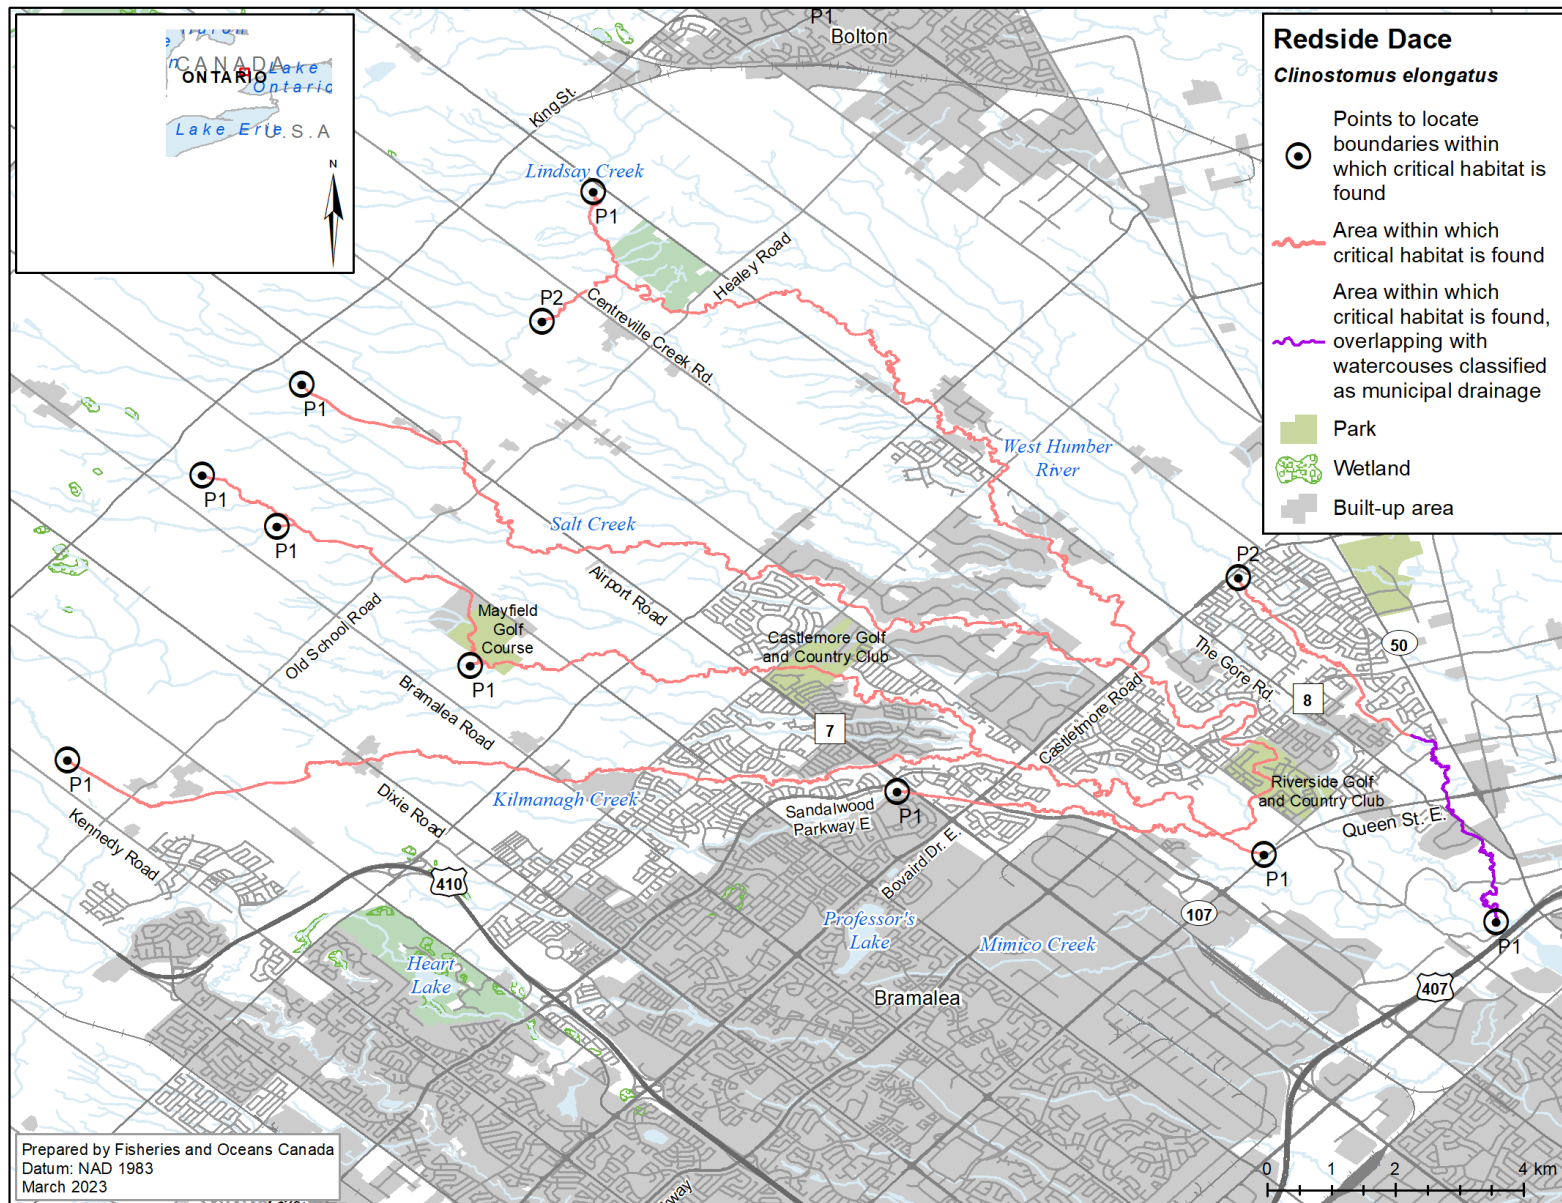 CANADA
ONTARIO
Lake
Ontario
Lake Erie
U.S.A
N
Redside Dace
Clinostomus elongatus
Points to locate
boundaries within
which critical habitat is
found
Area within which
critical habitat is found
Area within which
critical habitat is found,
overlapping with
watercouses classified
as municipal drainage
Park
Wetland
Built-up area
P1
Bolton
King St.
Lindsay Creek
P1
Healey Road
P2
Centreville Creek Rd.
P1
West Humber
River
P1
Salt Creek
P1
P2
Airport Road
Mayfield
Golf
Course
Old School Road
Castlemore Golf
and Country Club
50
The Gore Rd.
P1
Bramalea Road
8
Castletmore Road
7
P1
Riverside Golf
and Country Club
Kilmanagh Creek
Dixie Road
Sandalwood
Parkway E
P1
Queen St. E.
Kennedy Road
Bovaird Dr. E.
410
P1
107
Professor's
Lake
Mimico Creek
P1
Heart
Lake
407
Bramalea
Prepared by Fisheries and Oceans Canada
Datum: NAD 1983
March 2023
0 1 2 4 km